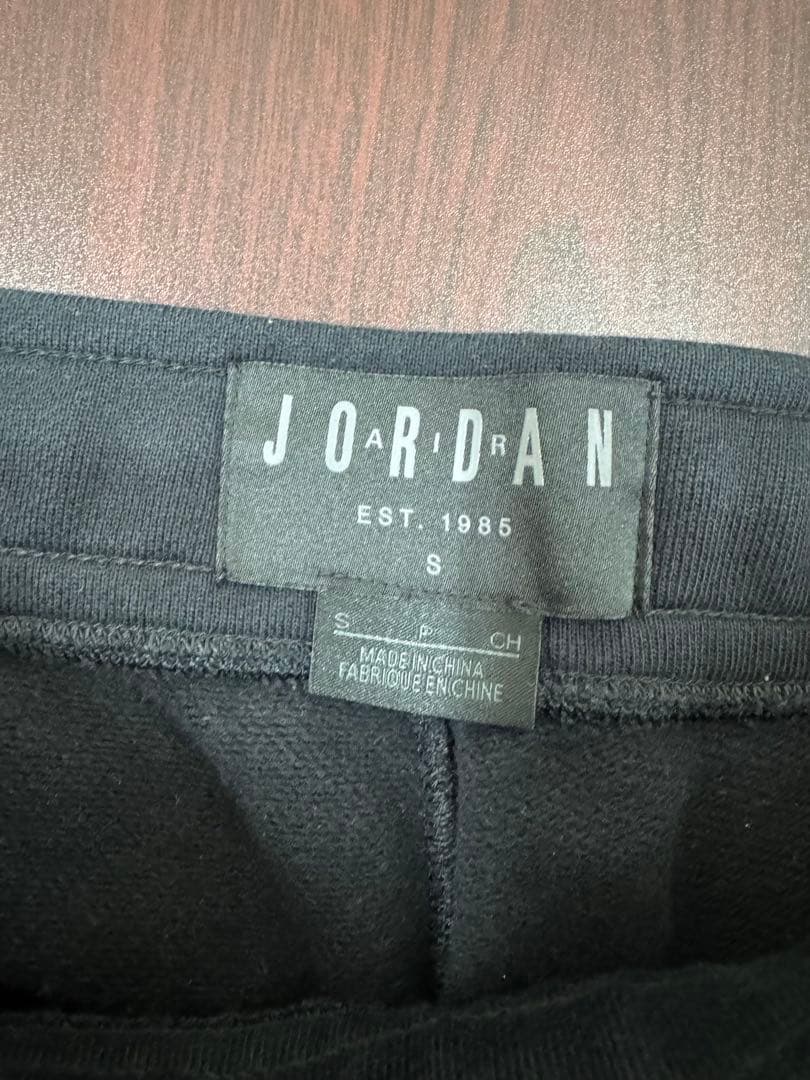 JORDAN
AIR
EST. 1985
S
S P CH
MADE IN CHINA
FABRIQUE EN CHINE